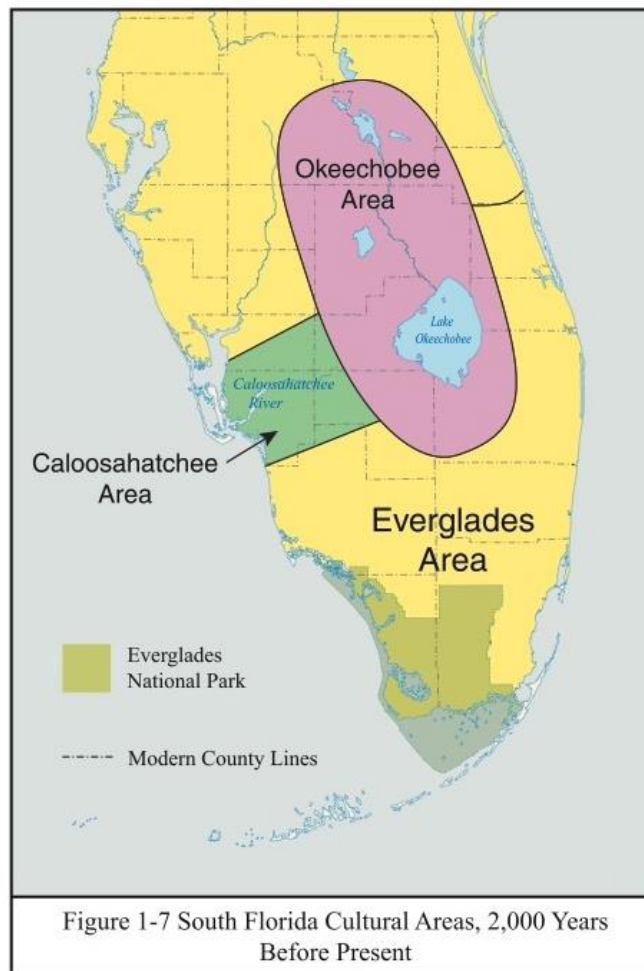 Okeechobee
Area
Lake
Okeechobee
Caloosahatchee
River
Caloosahatchee
Area
Everglades
Area
Everglades
National Park
Modern County Lines
Figure 1-7 South Florida Cultural Areas, 2,000 Years
Before Present